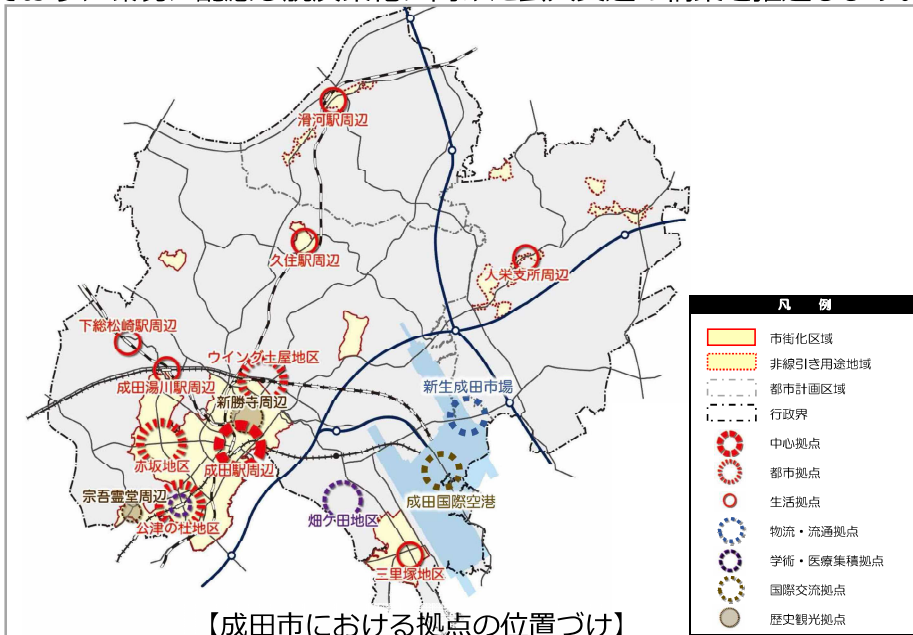 滑河駅周辺
久住駅周辺
大栄支所周辺
下総松崎駅周辺
ウイング土屋地区
成田湯川駅周辺
新生成田市場
新勝寺周辺
赤坂地区
成田駅周辺
宗吾霊堂周辺
成田国際空港
公津の杜地区
畑ケ田地区
三里塚地区
【成田市における拠点の位置づけ】
凡 例
市街化区域
非線引き用途地域
都市計画区域
行政界
中心拠点
都市拠点
生活拠点
物流・流通拠点
学術・医療集積拠点
国際交流拠点
歴史観光拠点